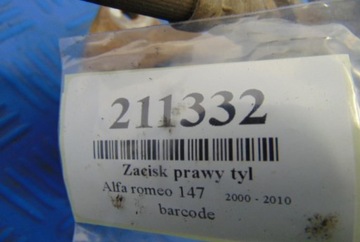 211332
Zacisk prawy tyl
Alfa romeo 147 2000 - 2010
barcode